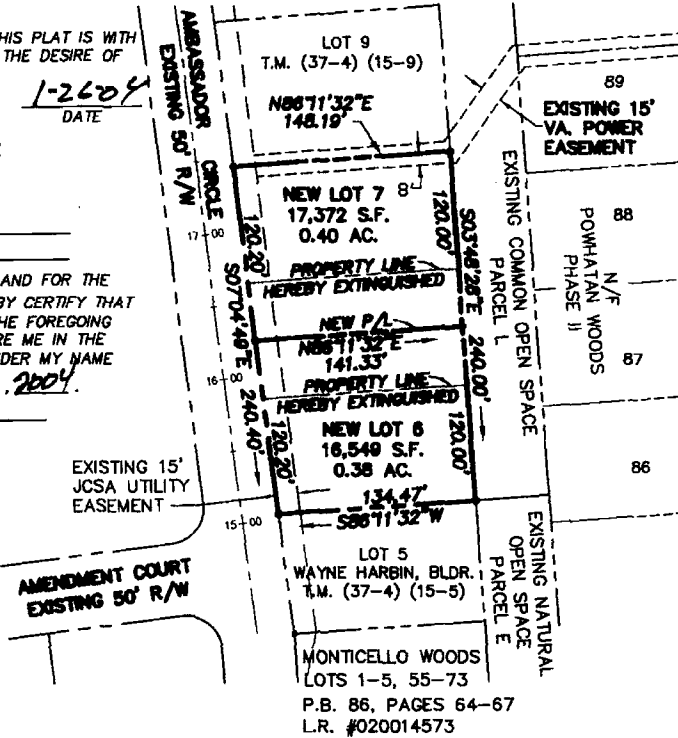 THIS PLAT IS WITH
THE DESIRE OF
1-2604
DATE
AND FOR THE
BY CERTIFY THAT
HE FOREGOING
RE ME IN THE
DER MY NAME
, 2004.
AMBASSADOR CIRCLE
EXISTING 50' R/W
LOT 9
T.M. (37-4) (15-9)
N86°11'32"E
148.19'
89
EXISTING 15'
VA. POWER
EASEMENT
NEW LOT 7
17,372 S.F.
0.40 AC.
8'
17+00
120.20'
120.00'
S03°48'28"E 240.00'
S07°04'49"E 240.40'
EXISTING COMMON OPEN SPACE
PARCEL L
88
N/F
POWHATAN WOODS
PHASE II
PROPERTY LINE
HEREBY EXTINGUISHED
NEW P/L
N86°11'32"E
141.33'
16+00
87
PROPERTY LINE
HEREBY EXTINGUISHED
NEW LOT 6
16,549 S.F.
0.38 AC.
120.20'
120.00'
86
EXISTING 15'
JCSA UTILITY
EASEMENT
134.47'
S86°11'32"W
15+00
LOT 5
WAYNE HARBIN, BLDR.
T.M. (37-4) (15-5)
EXISTING NATURAL
OPEN SPACE
PARCEL E
AMENDMENT COURT
EXISTING 50' R/W
MONTICELLO WOODS
LOTS 1-5, 55-73
P.B. 86, PAGES 64-67
L.R. #020014573